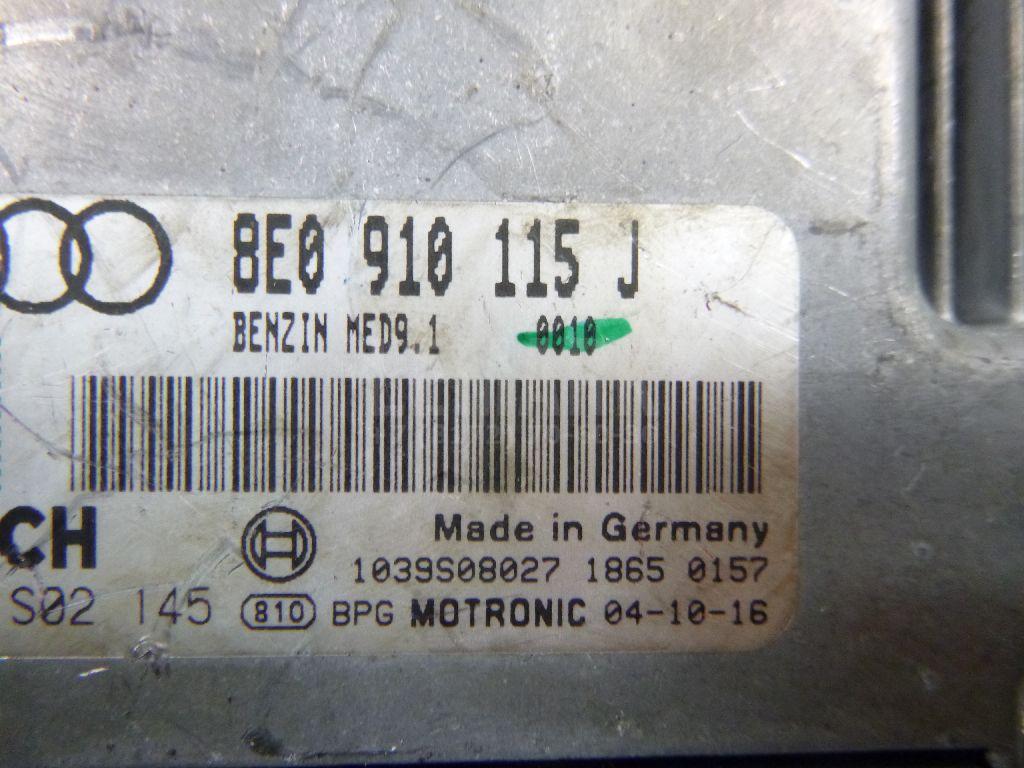 8E0 910 115 J
BENZIN MED9.1 0010
CH Made in Germany
1039S08027 1865 0157
S02 145 810 BPG MOTRONIC 04-10-16